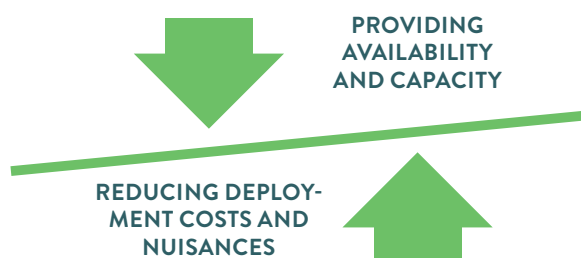 PROVIDING
AVAILABILITY
AND CAPACITY
REDUCING DEPLOY-
MENT COSTS AND
NUISANCES